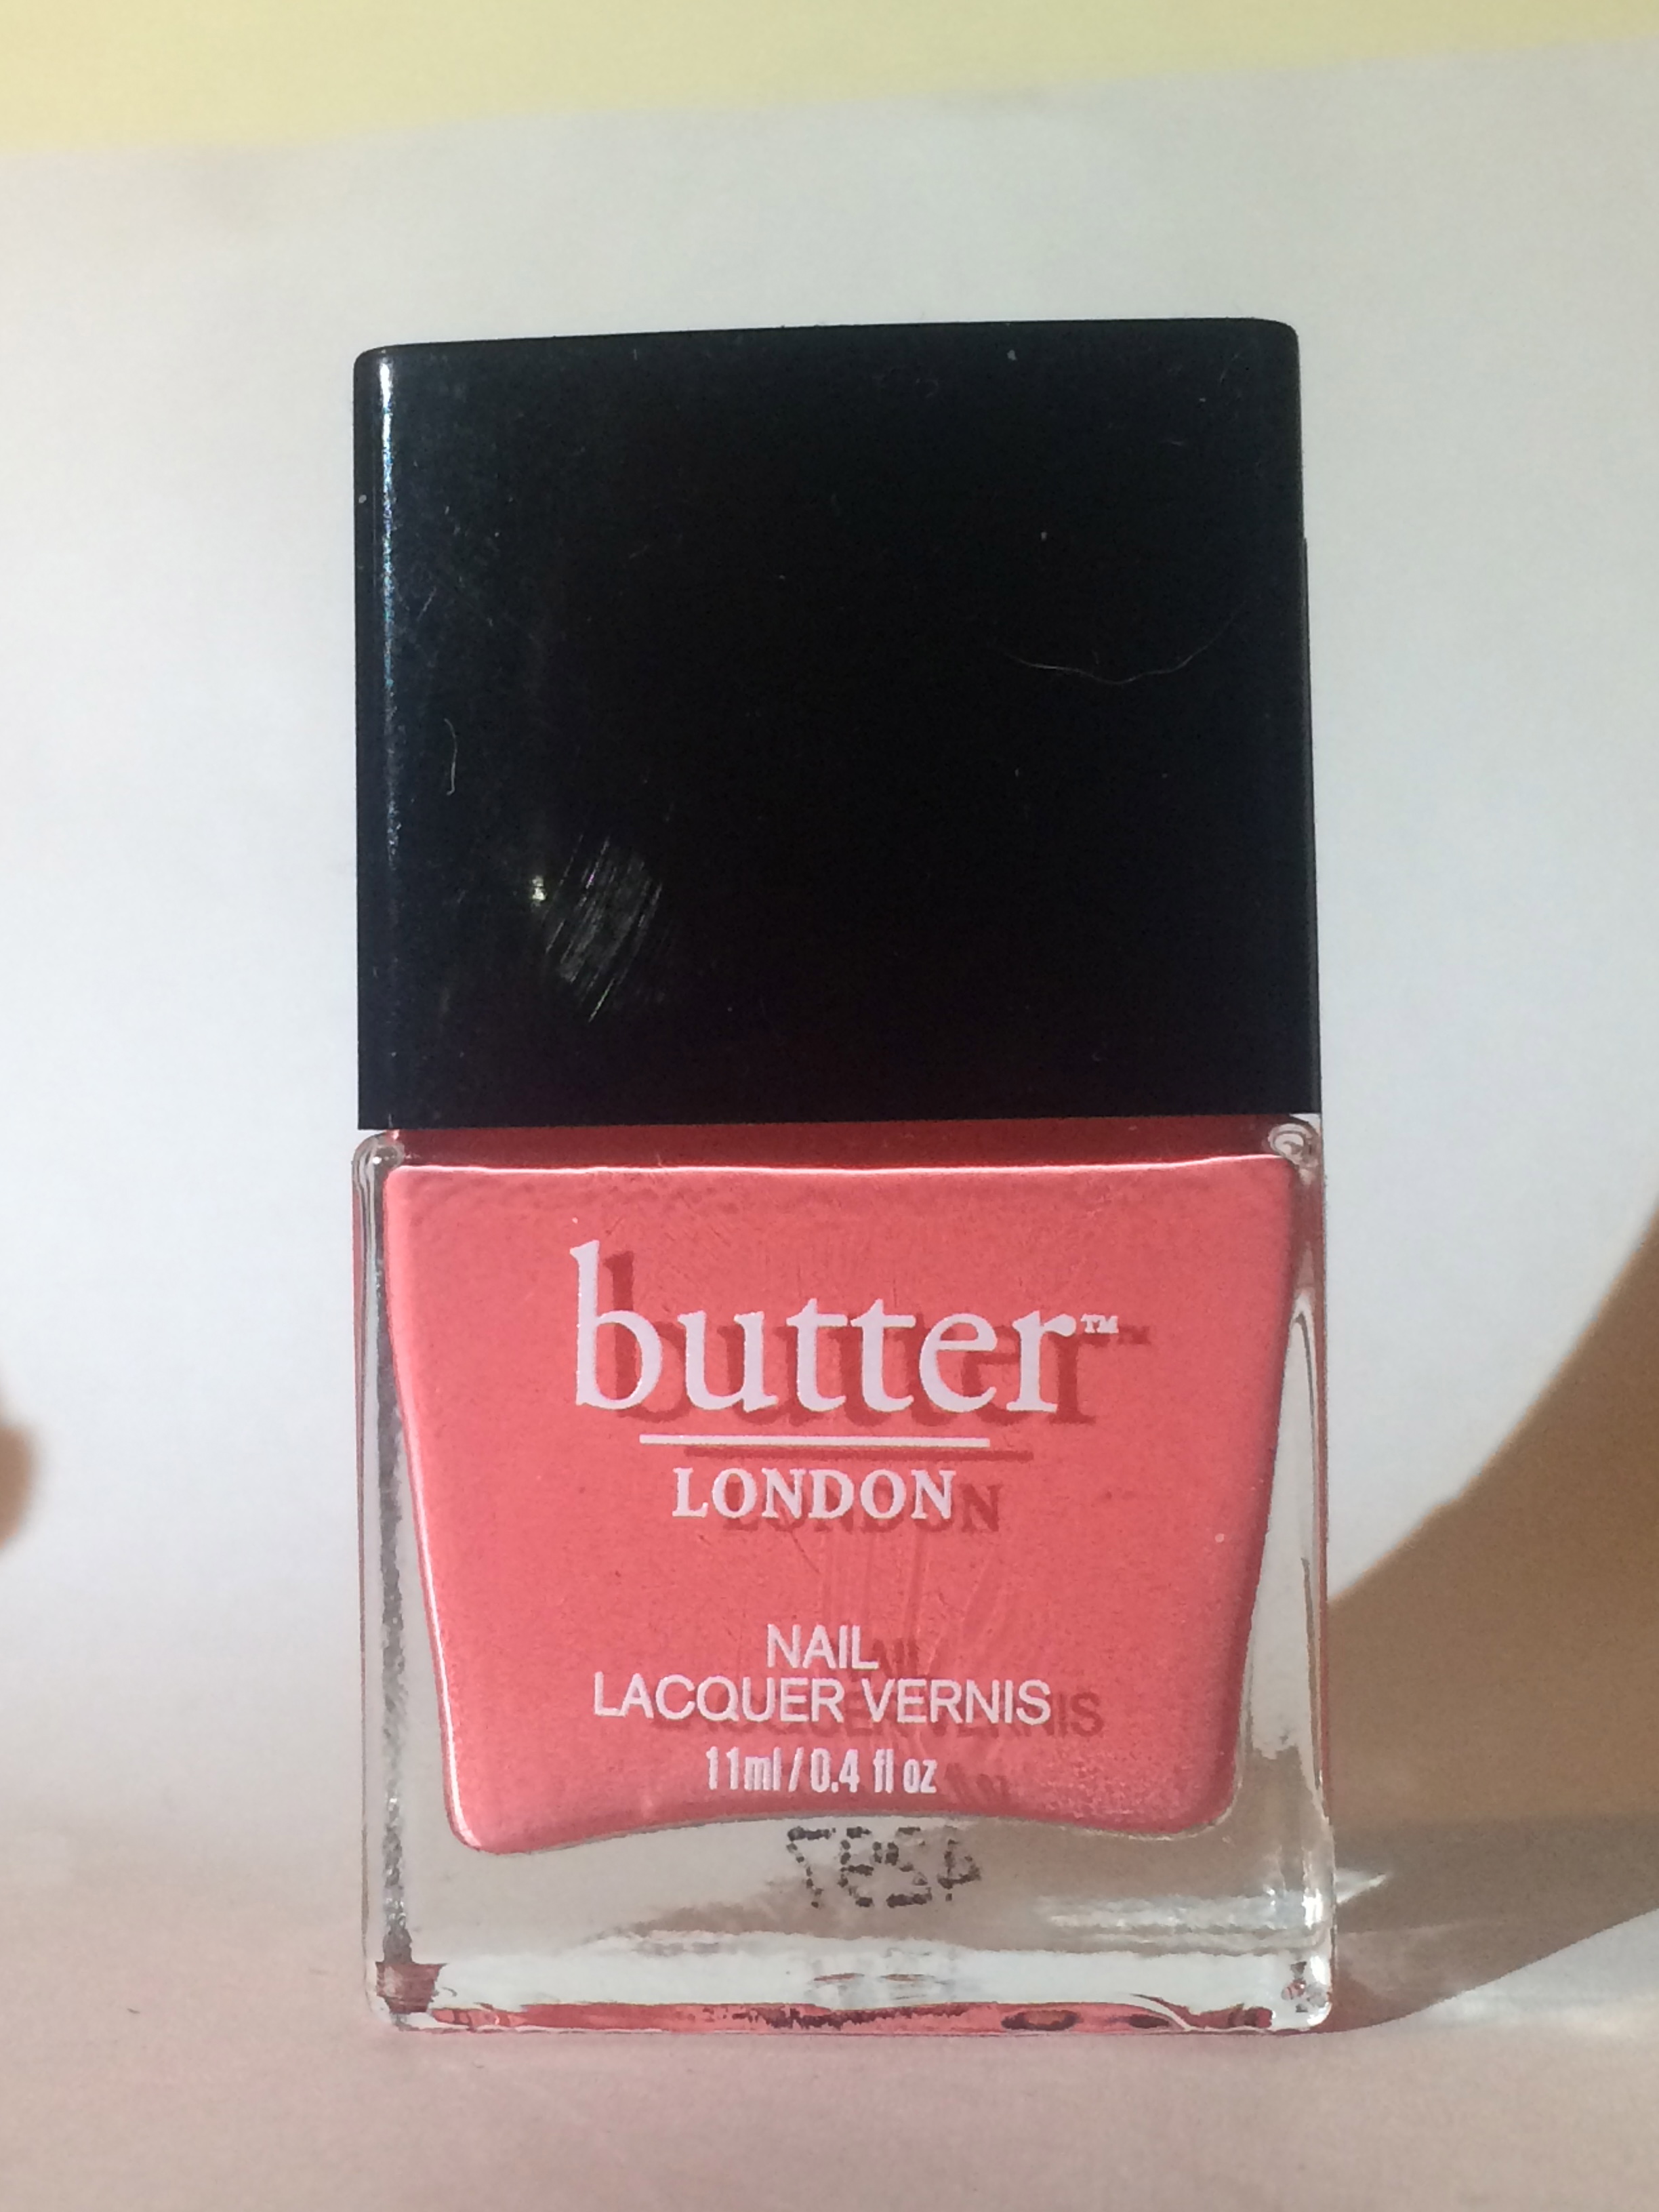 butter™
LONDON
NAIL
LACQUER VERNIS
11ml/0.4 fl oz